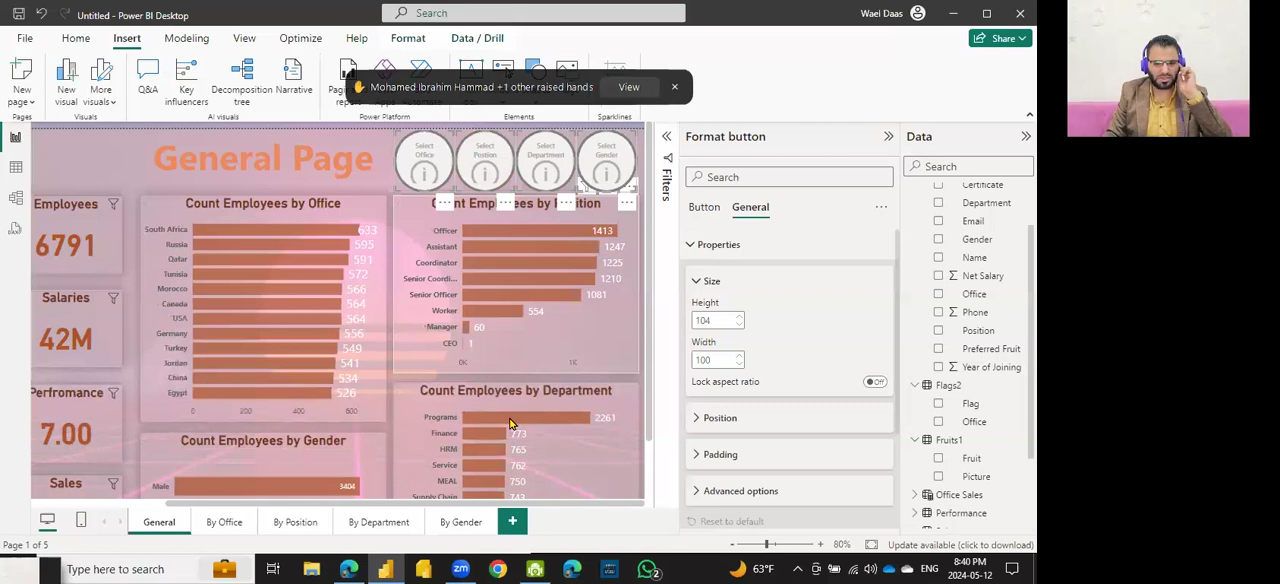 Untitled - Power BI Desktop
Search
Wael Daas
File
Home
Insert
Modeling
View
Optimize
Help
Format
Data / Drill
Share
New page
New visual
More visuals
Q&A
Key influencers
Decomposition tree
Narrative
Mohamed Ibrahim Hammad +1 other raised hands
View
Pages
Visuals
AI visuals
Power Platform
Elements
Sparklines
General Page
Select Office
Select Postion
Select Department
Select Gender
Employees
6791
Salaries
42M
Perfromance
7.00
Sales
Count Employees by Office
South Africa 633
Russia 595
Qatar 591
Tunisia 572
Morocco 566
Canada 564
USA 564
Germany 556
Turkey 549
Jordan 541
China 534
Egypt 526
0 200 400 600
Count Employees by Gender
Male 3404
Officer 1413
Assistant 1247
Coordinator 1225
Senior Coordi... 1210
Senior Officer 1081
Worker 554
Manager 60
CEO 1
0K 1K
Count Employees by Department
Programs 2261
Finance 773
HRM 765
Service 762
MEAL 750
Supply Chain 743
Filters
Format button
Search
Button
General
Properties
Size
Height
104
Width
100
Lock aspect ratio
Off
Position
Padding
Advanced options
Reset to default
Data
Search
Certificate
Department
Email
Gender
Name
Net Salary
Office
Phone
Position
Preferred Fruit
Year of Joining
Flags2
Flag
Office
Fruits1
Fruit
Picture
Office Sales
Performance
General
By Office
By Position
By Department
By Gender
Page 1 of 5
80%
Update available (click to download)
Type here to search
2
63°F
ENG
8:40 PM
2024-05-12